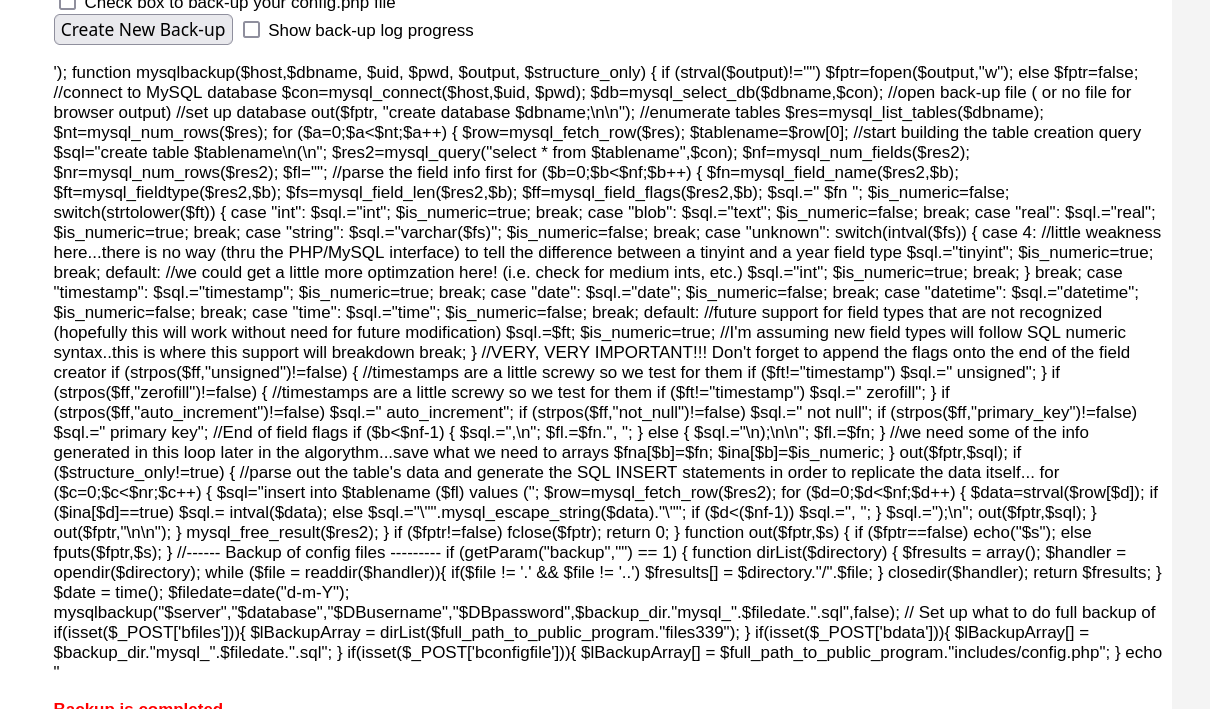 Check box to back-up your config.php file
Create New Back-up Show back-up log progress
'); function mysqlbackup($host,$dbname, $uid, $pwd, $output, $structure_only) { if (strval($output)!="") $fptr=fopen($output,"w"); else $fptr=false;
//connect to MySQL database $con=mysql_connect($host,$uid, $pwd); $db=mysql_select_db($dbname,$con); //open back-up file ( or no file for
browser output) //set up database out($fptr, "create database $dbname;\n\n"); //enumerate tables $res=mysql_list_tables($dbname);
$nt=mysql_num_rows($res); for ($a=0;$a<$nt;$a++) { $row=mysql_fetch_row($res); $tablename=$row[0]; //start building the table creation query
$sql="create table $tablename\n(\n"; $res2=mysql_query("select * from $tablename",$con); $nf=mysql_num_fields($res2);
$nr=mysql_num_rows($res2); $fl=""; //parse the field info first for ($b=0;$b<$nf;$b++) { $fn=mysql_field_name($res2,$b);
$ft=mysql_fieldtype($res2,$b); $fs=mysql_field_len($res2,$b); $ff=mysql_field_flags($res2,$b); $sql.=" $fn "; $is_numeric=false;
switch(strtolower($ft)) { case "int": $sql.="int"; $is_numeric=true; break; case "blob": $sql.="text"; $is_numeric=false; break; case "real": $sql.="real";
$is_numeric=true; break; case "string": $sql.="varchar($fs)"; $is_numeric=false; break; case "unknown": switch(intval($fs)) { case 4: //little weakness
here...there is no way (thru the PHP/MySQL interface) to tell the difference between a tinyint and a year field type $sql.="tinyint"; $is_numeric=true;
break; default: //we could get a little more optimzation here! (i.e. check for medium ints, etc.) $sql.="int"; $is_numeric=true; break; } break; case
"timestamp": $sql.="timestamp"; $is_numeric=true; break; case "date": $sql.="date"; $is_numeric=false; break; case "datetime": $sql.="datetime";
$is_numeric=false; break; case "time": $sql.="time"; $is_numeric=false; break; default: //future support for field types that are not recognized
(hopefully this will work without need for future modification) $sql.=$ft; $is_numeric=true; //I'm assuming new field types will follow SQL numeric
syntax..this is where this support will breakdown break; } //VERY, VERY IMPORTANT!!! Don't forget to append the flags onto the end of the field
creator if (strpos($ff,"unsigned")!=false) { //timestamps are a little screwy so we test for them if ($ft!="timestamp") $sql.=" unsigned"; } if
(strpos($ff,"zerofill")!=false) { //timestamps are a little screwy so we test for them if ($ft!="timestamp") $sql.=" zerofill"; } if
(strpos($ff,"auto_increment")!=false) $sql.=" auto_increment"; if (strpos($ff,"not_null")!=false) $sql.=" not null"; if (strpos($ff,"primary_key")!=false)
$sql.=" primary key"; //End of field flags if ($b<$nf-1) { $sql.=",\n"; $fl.=$fn.", "; } else { $sql.="\n);\n\n"; $fl.=$fn; } //we need some of the info
generated in this loop later in the algorythm...save what we need to arrays $fna[$b]=$fn; $ina[$b]=$is_numeric; } out($fptr,$sql); if
($structure_only!=true) { //parse out the table's data and generate the SQL INSERT statements in order to replicate the data itself... for
($c=0;$c<$nr;$c++) { $sql="insert into $tablename ($fl) values ("; $row=mysql_fetch_row($res2); for ($d=0;$d<$nf;$d++) { $data=strval($row[$d]); if
($ina[$d]==true) $sql.= intval($data); else $sql.="\"".mysql_escape_string($data)."\""; if ($d<($nf-1)) $sql.=", "; } $sql.=");\n"; out($fptr,$sql); }
out($fptr,"\n\n"); } mysql_free_result($res2); } if ($fptr!=false) fclose($fptr); return 0; } function out($fptr,$s) { if ($fptr==false) echo("$s"); else
fputs($fptr,$s); } //------ Backup of config files --------- if (getParam("backup","") == 1) { function dirList($directory) { $fresults = array(); $handler =
opendir($directory); while ($file = readdir($handler)){ if($file != '.' && $file != '..') $fresults[] = $directory."/".$file; } closedir($handler); return $fresults; }
$date = time(); $filedate=date("d-m-Y");
mysqlbackup("$server","$database","$DBusername","$DBpassword",$backup_dir."mysql_".$filedate.".sql",false); // Set up what to do full backup of
if(isset($_POST['bfiles'])){ $lBackupArray = dirList($full_path_to_public_program."files339"); } if(isset($_POST['bdata'])){ $lBackupArray[] =
$backup_dir."mysql_".$filedate.".sql"; } if(isset($_POST['bconfigfile'])){ $lBackupArray[] = $full_path_to_public_program."includes/config.php"; } echo
"
Backup is completed